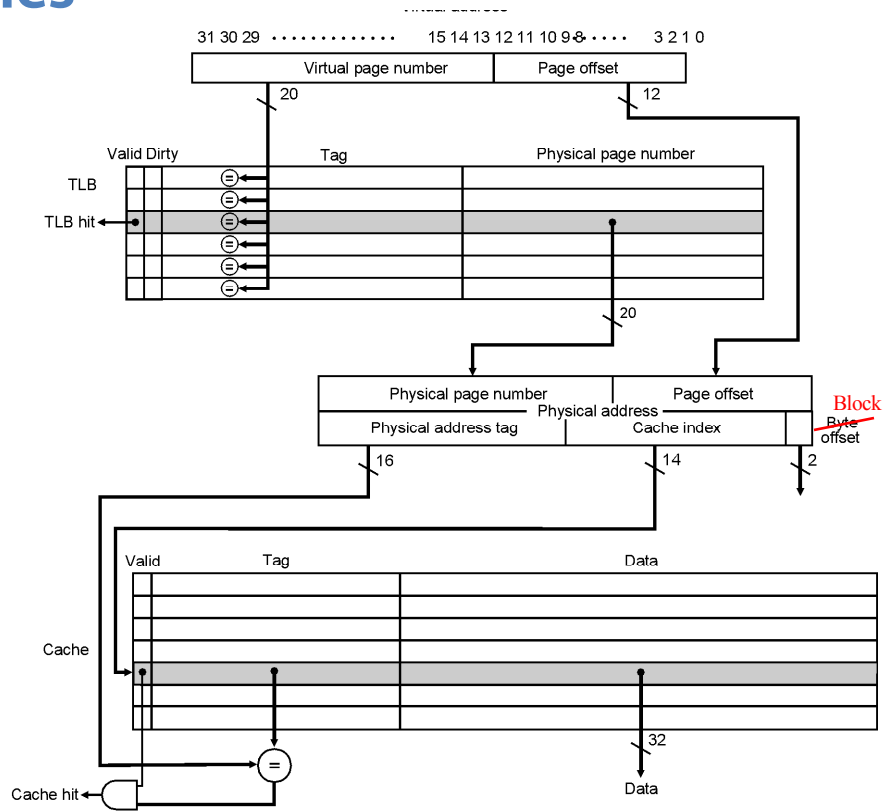 31 30 29 ············· 15 14 13 12 11 10 9 8 ····· 3 2 1 0
Virtual page number Page offset
20 12
Valid Dirty Tag Physical page number
TLB
=
=
TLB hit =
=
=
=
20
Physical page number Page offset
Physical address
Block
Physical address tag Cache index Byte
offset
16 14 2
Valid Tag Data
Cache
32
=
Data
Cache hit